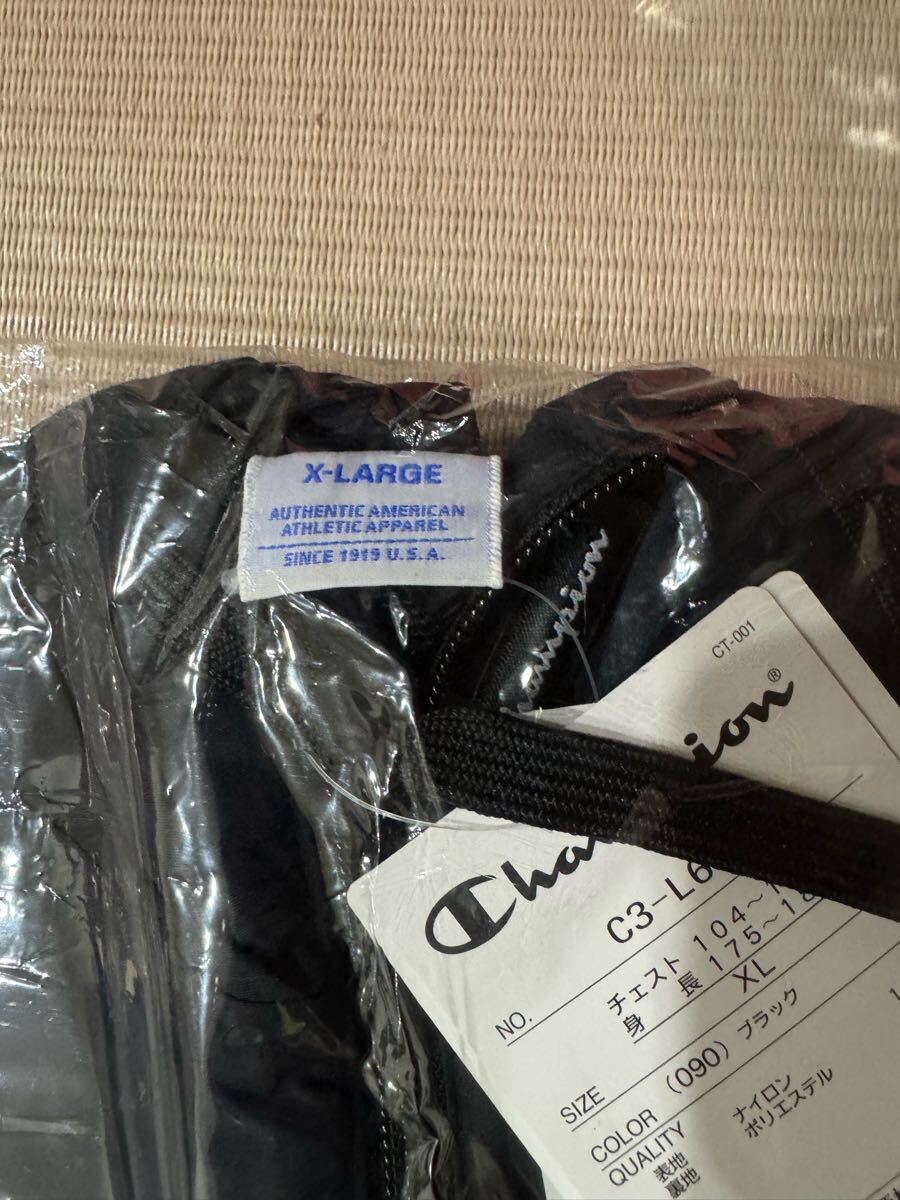 X-LARGE
AUTHENTIC AMERICAN
ATHLETIC APPAREL
SINCE 1919 U.S.A.
CT-001
NO. C3-L6
チェスト 104~1
身 長 175~18
SIZE XL
COLOR (090) ブラック
QUALITY
表地 ナイロン
裏地 ポリエステル